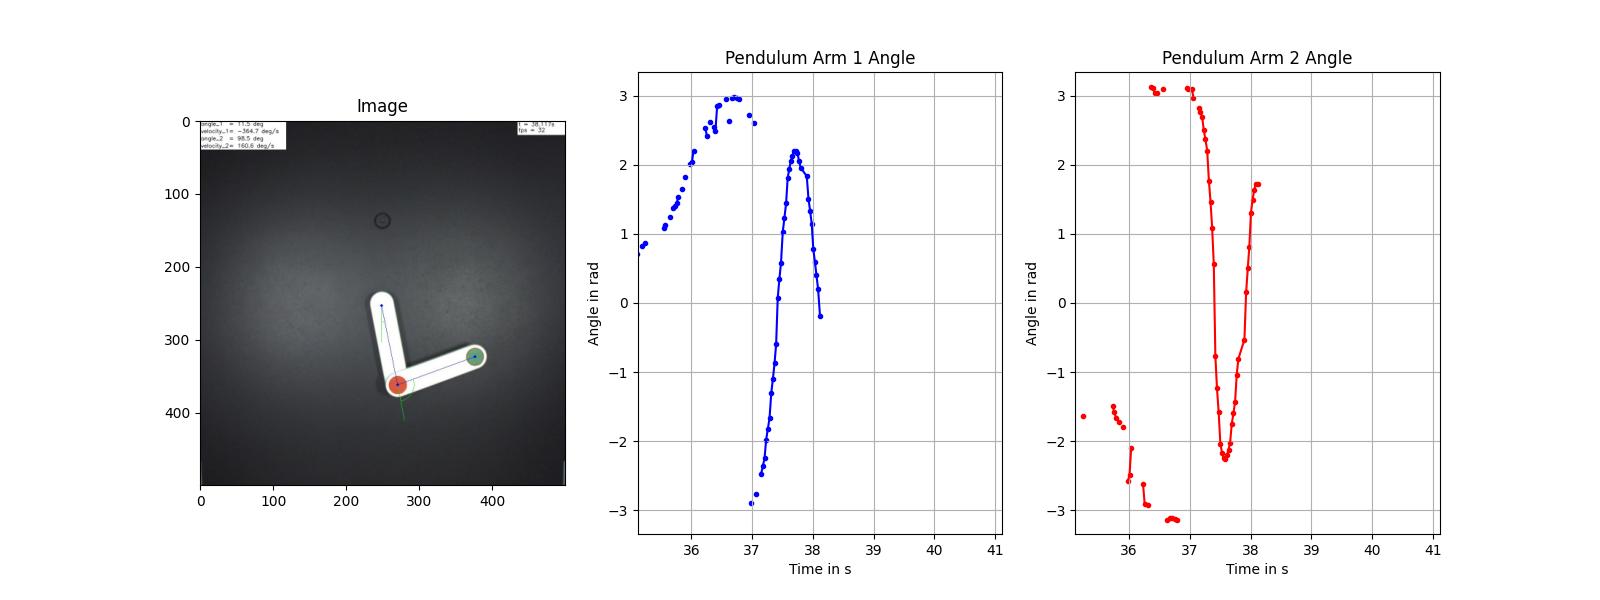 Image
angle_1 = 11.5 deg
velocity_1= -364.7 deg/s
angle_2 = 98.5 deg
velocity_2= 160.6 deg/s
t = 38.117s
fps = 32
0
100
200
300
400
0 100 200 300 400
Pendulum Arm 1 Angle
Angle in rad
3
2
1
0
−1
−2
−3
36 37 38 39 40 41
Time in s
Pendulum Arm 2 Angle
Angle in rad
3
2
1
0
−1
−2
−3
36 37 38 39 40 41
Time in s